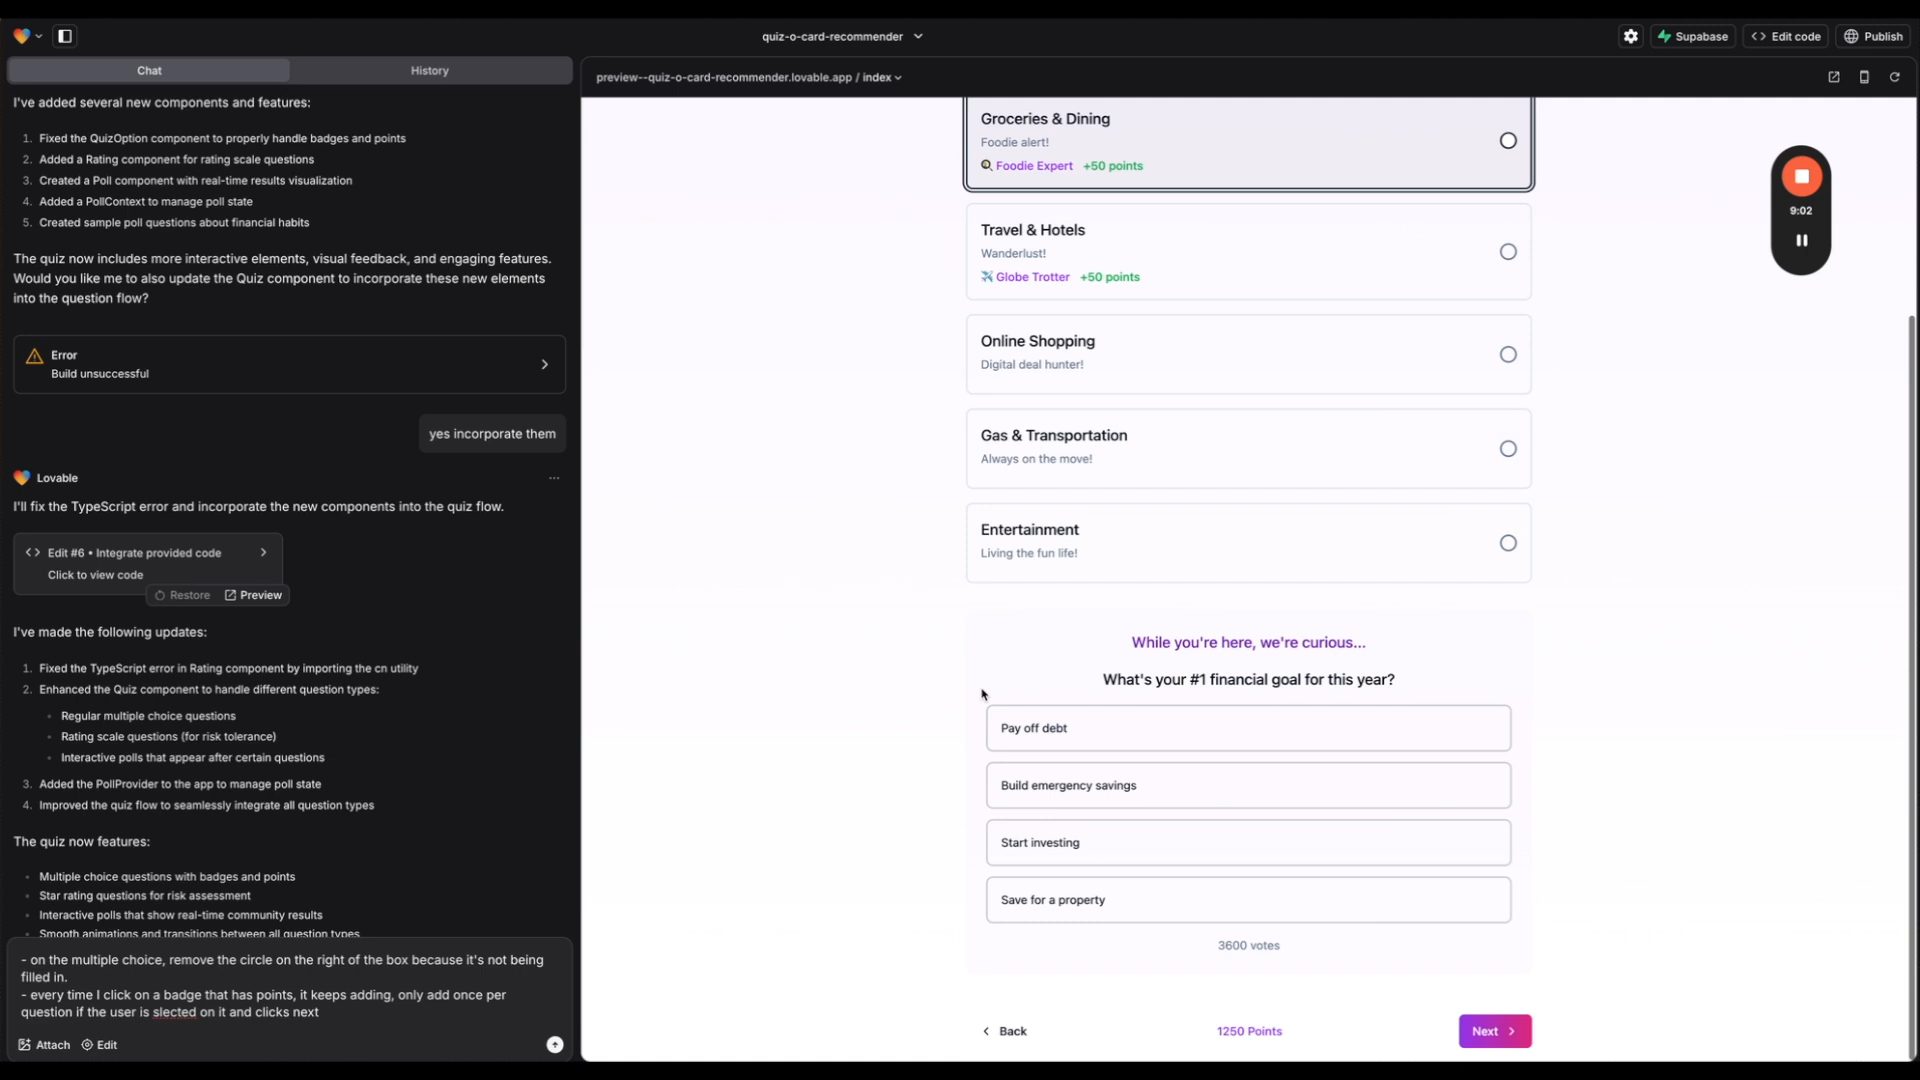 quiz-o-card-recommender
Supabase
Edit code
Publish
Chat
History
preview--quiz-o-card-recommender.lovable.app / index
I've added several new components and features:
1. Fixed the QuizOption component to properly handle badges and points
2. Added a Rating component for rating scale questions
3. Created a Poll component with real-time results visualization
4. Added a PollContext to manage poll state
5. Created sample poll questions about financial habits
The quiz now includes more interactive elements, visual feedback, and engaging features.
Would you like me to also update the Quiz component to incorporate these new elements
into the question flow?
Error
Build unsuccessful
yes incorporate them
Lovable
I'll fix the TypeScript error and incorporate the new components into the quiz flow.
Edit #6 • Integrate provided code
Click to view code
Restore
Preview
I've made the following updates:
1. Fixed the TypeScript error in Rating component by importing the cn utility
2. Enhanced the Quiz component to handle different question types:
• Regular multiple choice questions
• Rating scale questions (for risk tolerance)
• Interactive polls that appear after certain questions
3. Added the PollProvider to the app to manage poll state
4. Improved the quiz flow to seamlessly integrate all question types
The quiz now features:
• Multiple choice questions with badges and points
• Star rating questions for risk assessment
• Interactive polls that show real-time community results
• Smooth animations and transitions between all question types
- on the multiple choice, remove the circle on the right of the box because it's not being
filled in.
- every time I click on a badge that has points, it keeps adding, only add once per
question if the user is slected on it and clicks next
Attach
Edit
Groceries & Dining
Foodie alert!
Foodie Expert +50 points
Travel & Hotels
Wanderlust!
Globe Trotter +50 points
Online Shopping
Digital deal hunter!
Gas & Transportation
Always on the move!
Entertainment
Living the fun life!
While you're here, we're curious...
What's your #1 financial goal for this year?
Pay off debt
Build emergency savings
Start investing
Save for a property
3600 votes
Back
1250 Points
Next
9:02